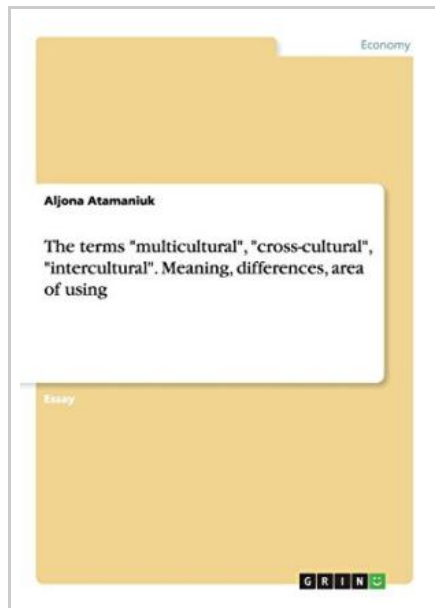 Economy
Aljona Atamaniuk
The terms "multicultural", "cross-cultural",
"intercultural". Meaning, differences, area
of using
Essay
GRIN